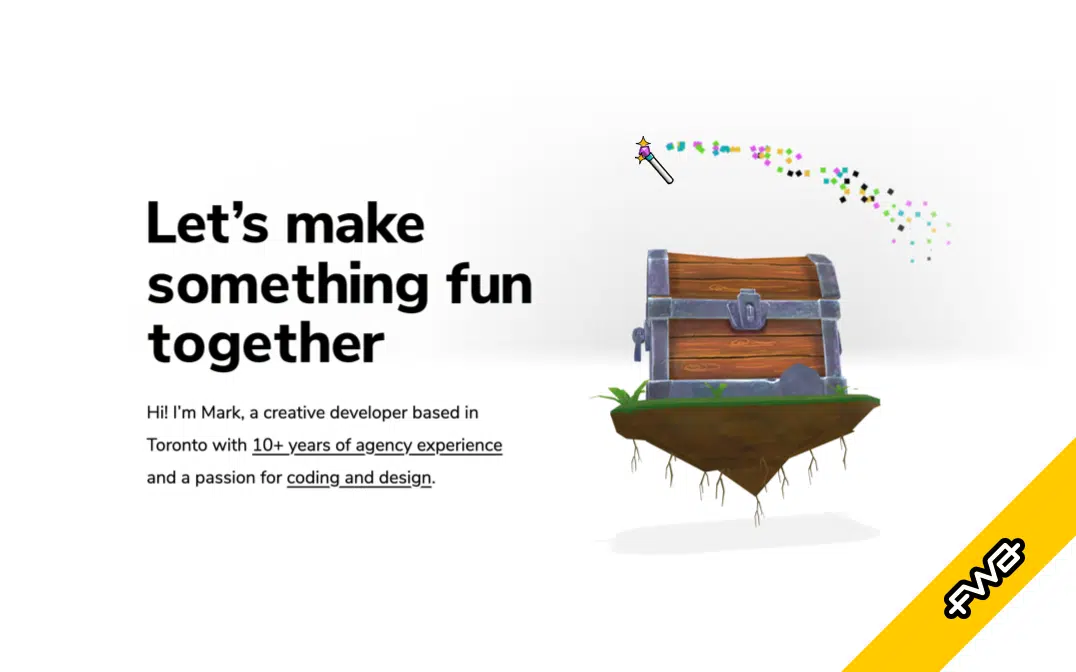 Let’s make
something fun
together
Hi! I’m Mark, a creative developer based in
Toronto with 10+ years of agency experience
and a passion for coding and design.
fwa